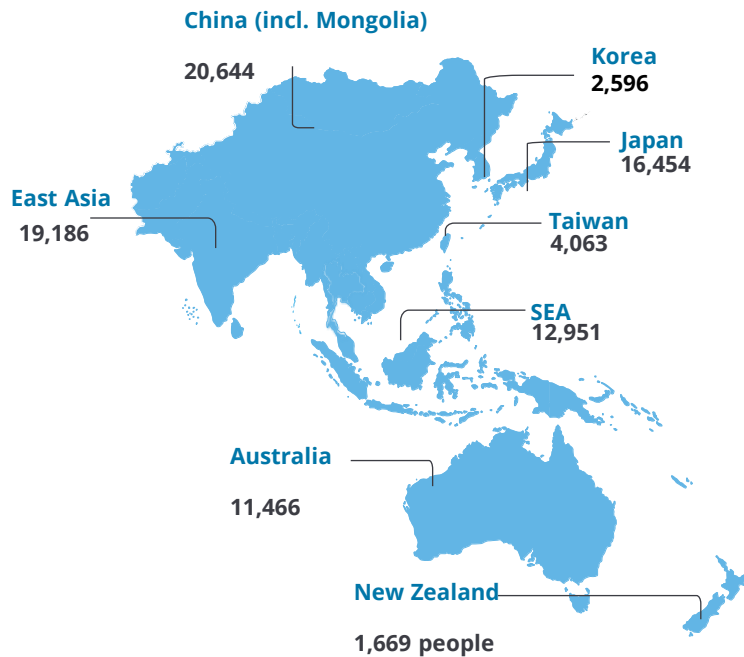 China (incl. Mongolia)
20,644
Korea
2,596
Japan
16,454
East Asia
19,186
Taiwan
4,063
SEA
12,951
Australia
11,466
New Zealand
1,669 people